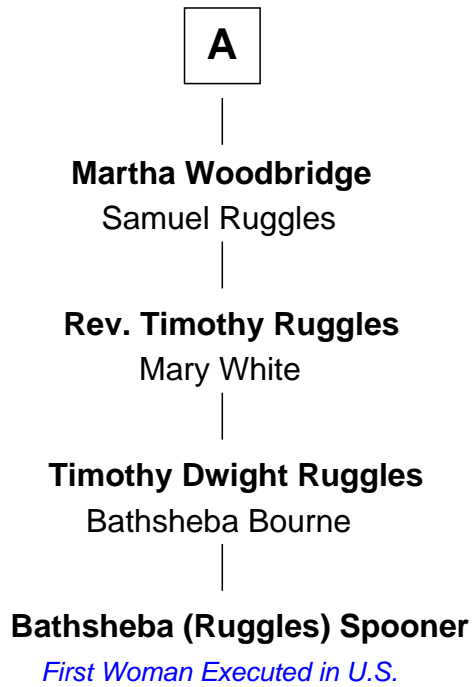 A
Martha Woodbridge
Samuel Ruggles
Rev. Timothy Ruggles
Mary White
Timothy Dwight Ruggles
Bathsheba Bourne
Bathsheba (Ruggles) Spooner
First Woman Executed in U.S.